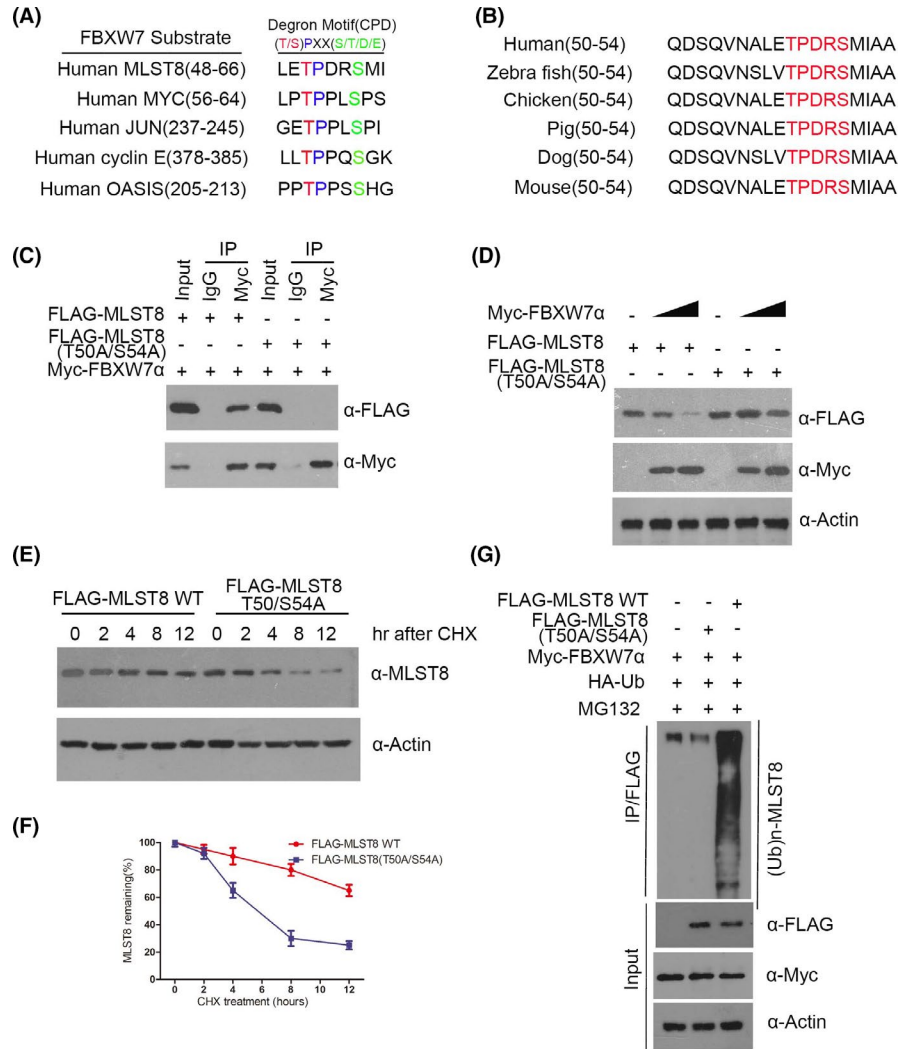 (A)
FBXW7 Substrate
Degron Motif(CPD)
(T/S)PXX(S/T/D/E)
Human MLST8(48-66) LETPDRSMI
Human MYC(56-64) LPTPPLSPS
Human JUN(237-245) GETPPLSPI
Human cyclin E(378-385) LLTPPQSGK
Human OASIS(205-213) PPTPPSSHG
(B)
Human(50-54) QDSQVNALETPDRSMIAA
Zebra fish(50-54) QDSQVNSLVTPDRSMIAA
Chicken(50-54) QDSQVNALETPDRSMIAA
Pig(50-54) QDSQVNALETPDRSMIAA
Dog(50-54) QDSQVNSLVTPDRSMIAA
Mouse(50-54) QDSQVNALETPDRSMIAA
(C)
IP IP
Input IgG Myc Input IgG Myc
FLAG-MLST8 + + + - - -
FLAG-MLST8
(T50A/S54A) - - - + + +
Myc-FBXW7α + + + + + +
α-FLAG
α-Myc
(D)
Myc-FBXW7α - -
FLAG-MLST8 + + + - - -
FLAG-MLST8
(T50A/S54A) - - - + + +
α-FLAG
α-Myc
α-Actin
(E)
FLAG-MLST8 WT
FLAG-MLST8
T50/S54A
0 2 4 8 12 0 2 4 8 12 hr after CHX
α-MLST8
α-Actin
(F)
FLAG-MLST8 WT
FLAG-MLST8(T50A/S54A)
MLST8 remaining(%)
100
80
60
40
20
0
0 2 4 6 8 10 12
CHX treatment (hours)
(G)
FLAG-MLST8 WT - - +
FLAG-MLST8
(T50A/S54A) - + -
Myc-FBXW7α + + +
HA-Ub + + +
MG132 + + +
IP/FLAG
(Ub)n-MLST8
Input
α-FLAG
α-Myc
α-Actin